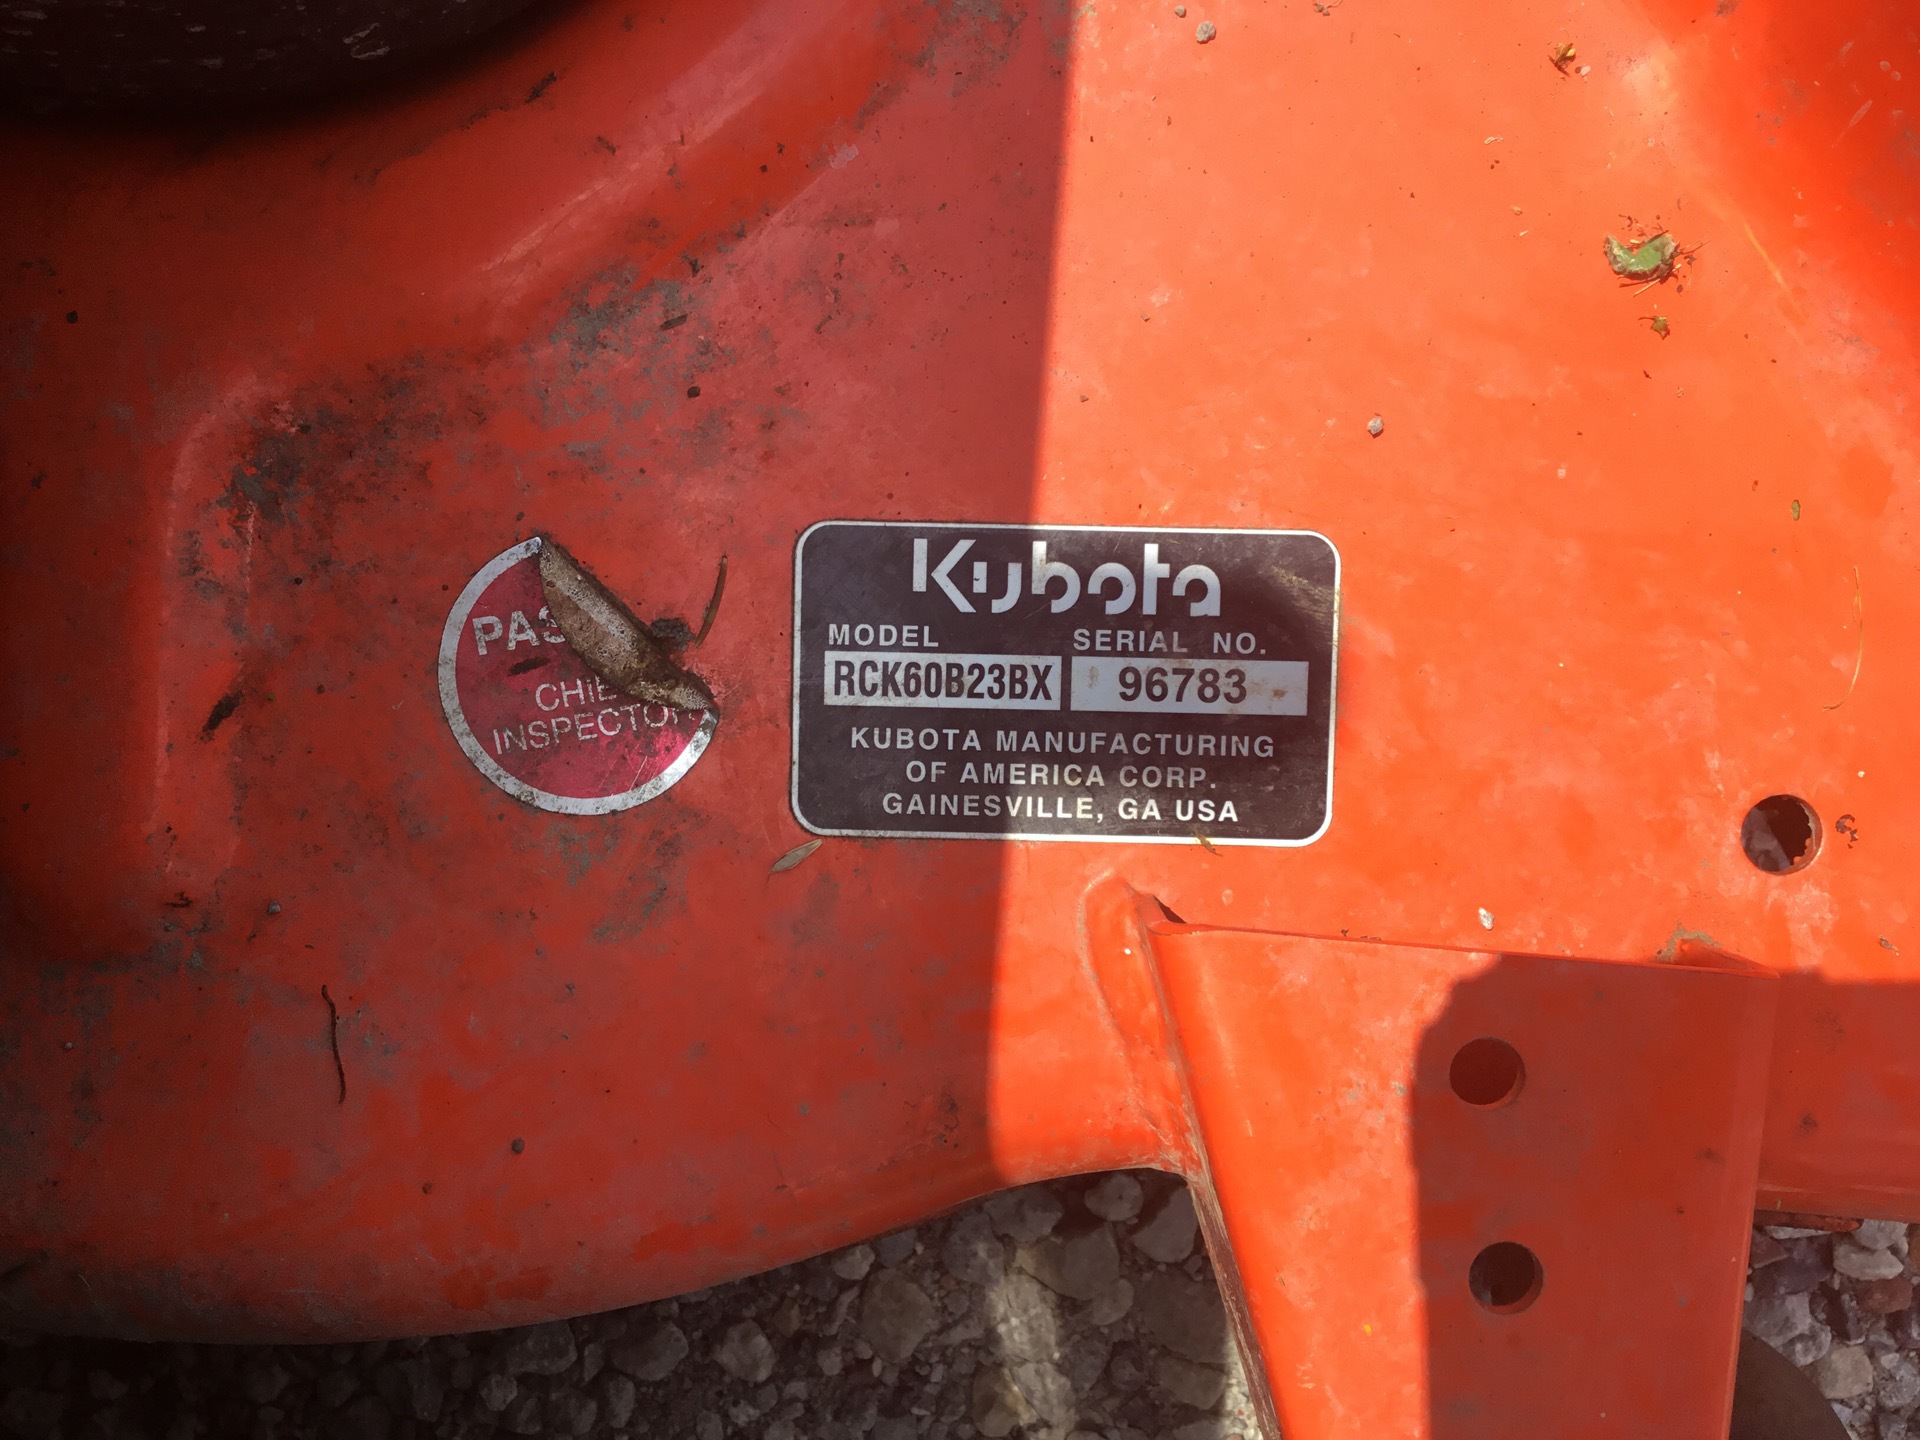 PAS
CHIE
INSPECTOR
Kubota
MODEL SERIAL NO.
RCK60B23BX 96783
KUBOTA MANUFACTURING
OF AMERICA CORP.
GAINESVILLE, GA USA